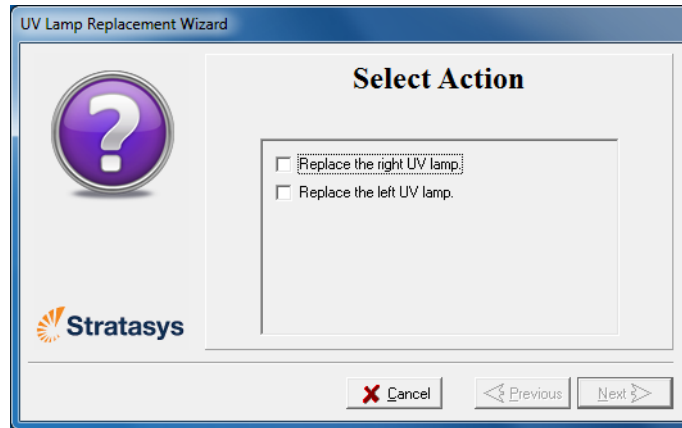 UV Lamp Replacement Wizard
Select Action
Replace the right UV lamp.
Replace the left UV lamp.
Stratasys
Cancel
Previous
Next